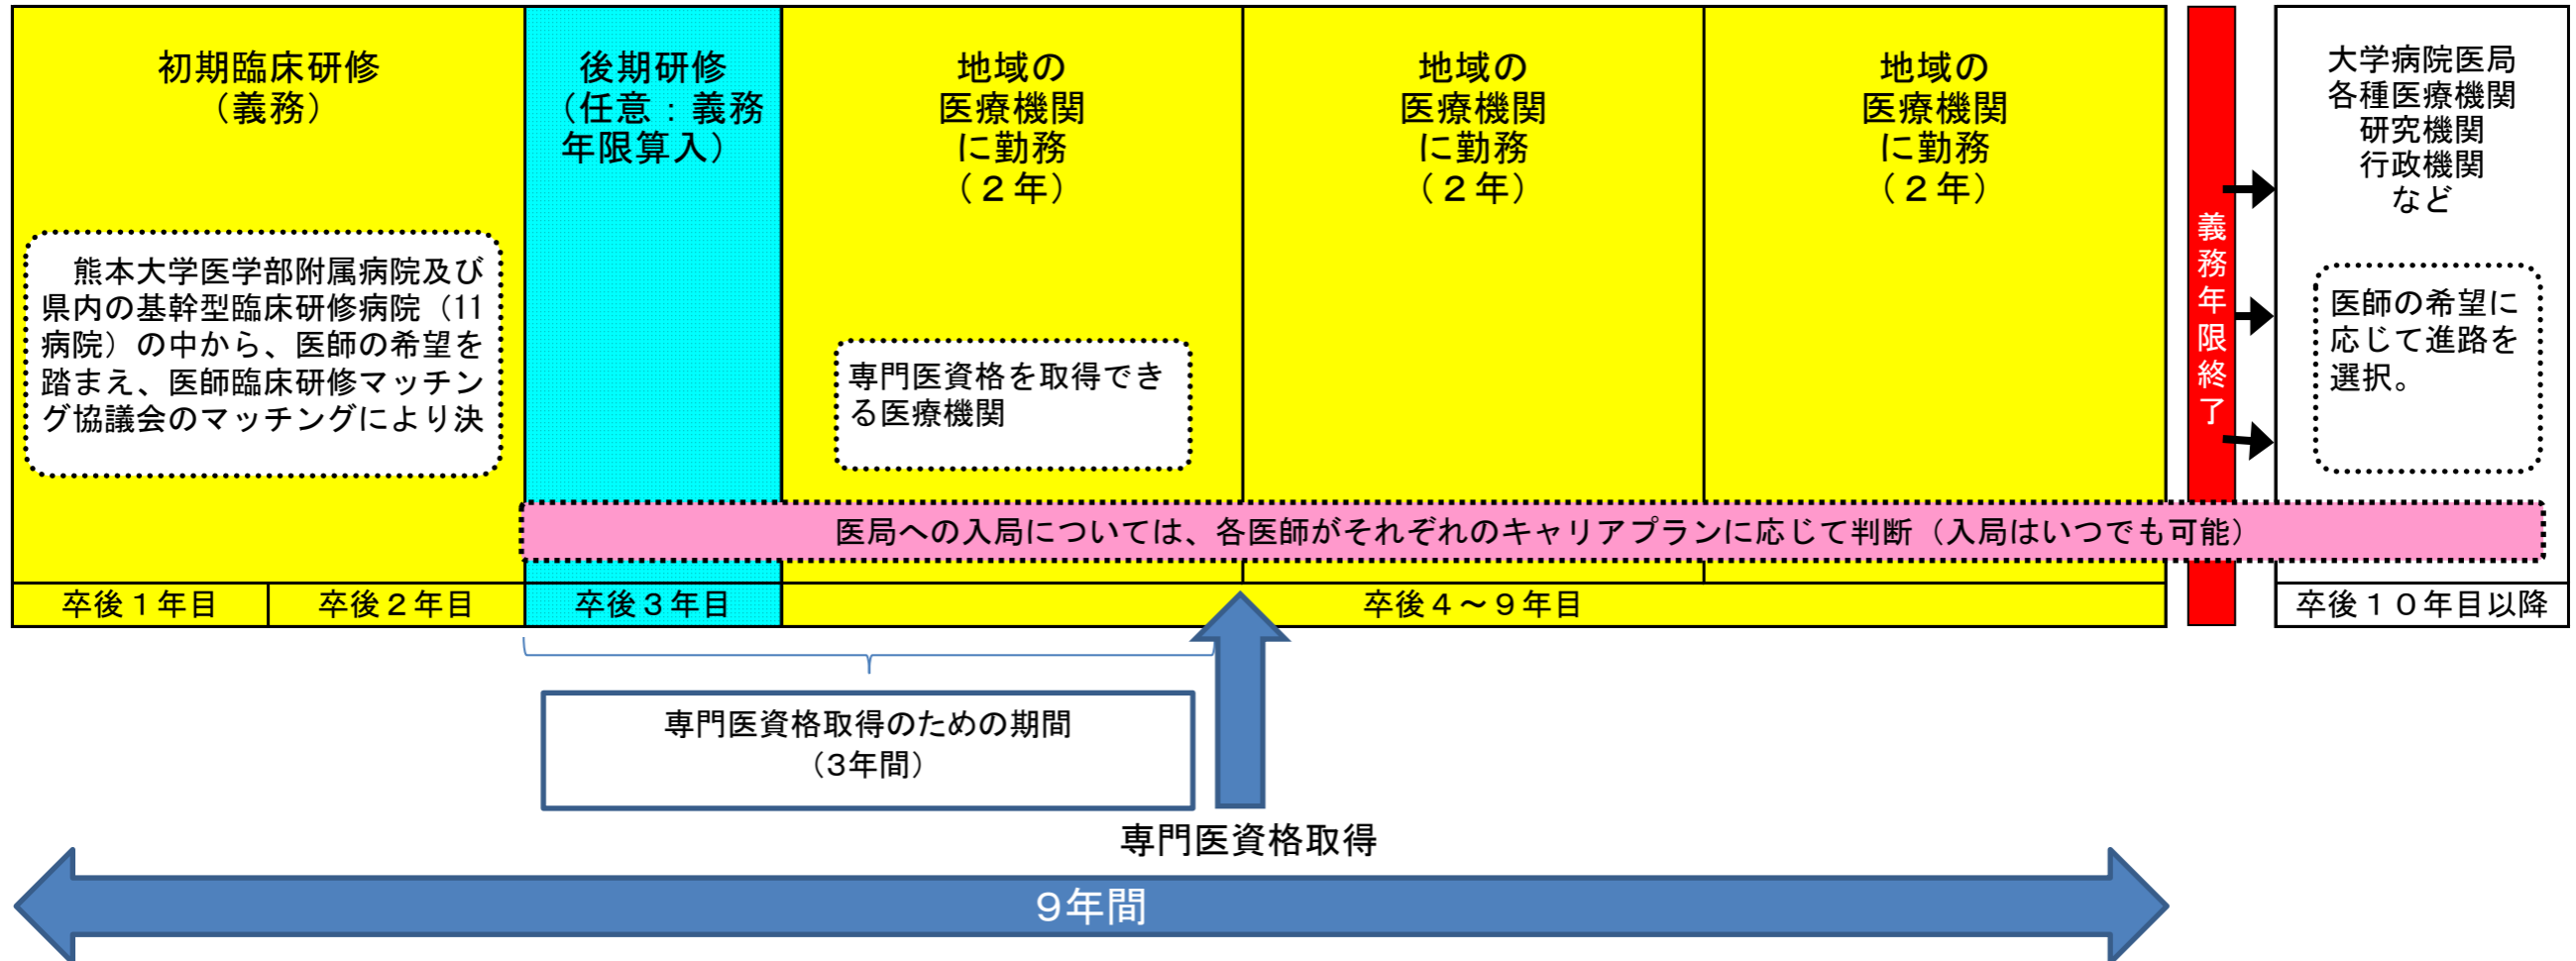 初期臨床研修
（義務）
後期研修
（任意：義務
年限算入）
地域の
医療機関
に勤務
（２年）
地域の
医療機関
に勤務
（２年）
地域の
医療機関
に勤務
（２年）
義務年限終了
大学病院医局
各種医療機関
研究機関
行政機関
など
熊本大学医学部附属病院及び
県内の基幹型臨床研修病院（11
病院）の中から、医師の希望を
踏まえ、医師臨床研修マッチン
グ協議会のマッチングにより決
専門医資格を取得でき
る医療機関
医師の希望に
応じて進路を
選択。
医局への入局については、各医師がそれぞれのキャリアプランに応じて判断（入局はいつでも可能）
卒後１年目
卒後２年目
卒後３年目
卒後４～９年目
卒後１０年目以降
専門医資格取得のための期間
（3年間）
専門医資格取得
９年間